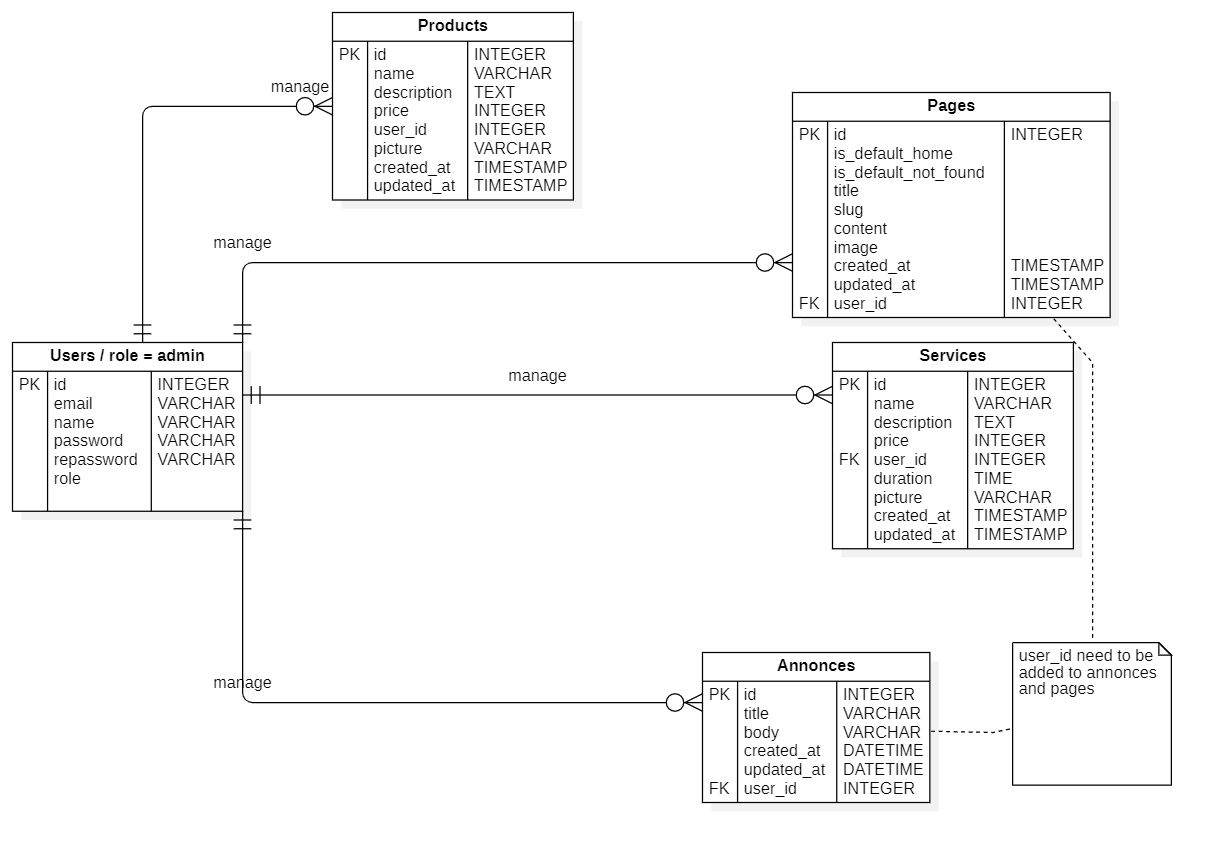 Products
PK id INTEGER
name VARCHAR
description TEXT
price INTEGER
user_id INTEGER
picture VARCHAR
created_at TIMESTAMP
updated_at TIMESTAMP
manage
Pages
PK id INTEGER
is_default_home
is_default_not_found
title
slug
content
image
created_at TIMESTAMP
updated_at TIMESTAMP
FK user_id INTEGER
manage
Users / role = admin
PK id INTEGER
email VARCHAR
name VARCHAR
password VARCHAR
repassword VARCHAR
role
manage
Services
PK id INTEGER
name VARCHAR
description TEXT
price INTEGER
FK user_id INTEGER
duration TIME
picture VARCHAR
created_at TIMESTAMP
updated_at TIMESTAMP
manage
Annonces
PK id INTEGER
title VARCHAR
body VARCHAR
created_at DATETIME
updated_at DATETIME
FK user_id INTEGER
user_id need to be
added to annonces
and pages